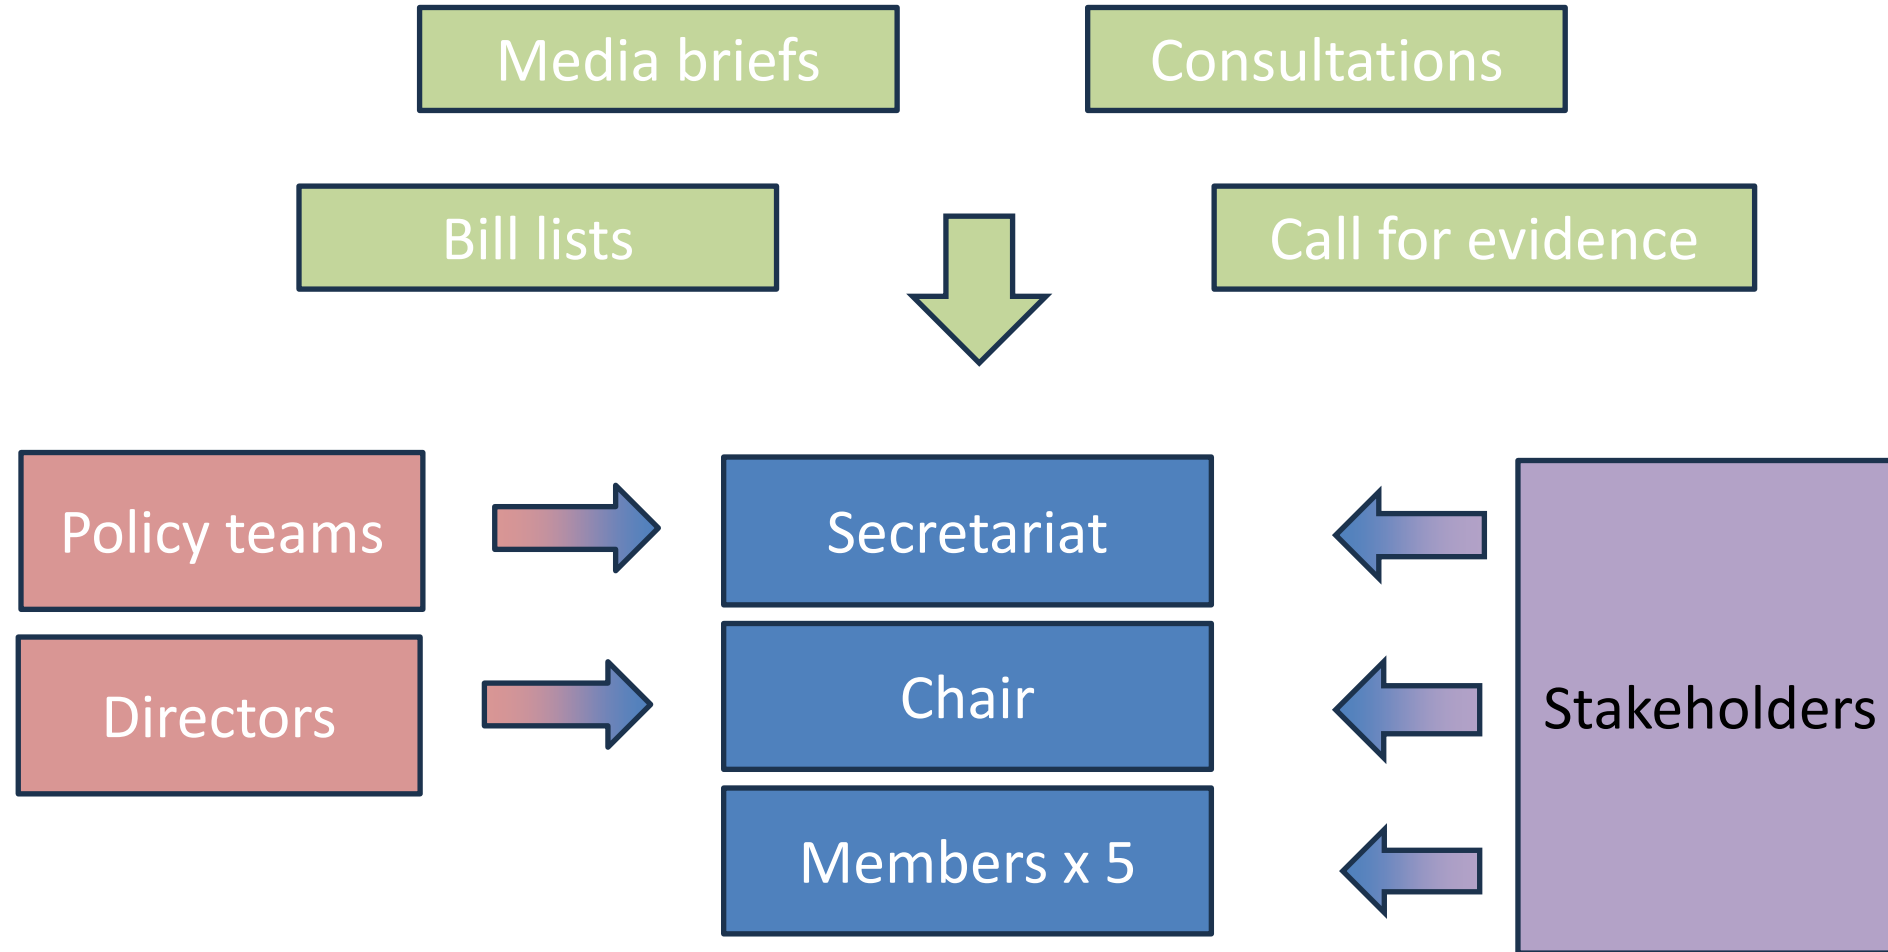 Media briefs
Consultations
Bill lists
Call for evidence
Policy teams
Secretariat
Directors
Chair
Stakeholders
Members x 5